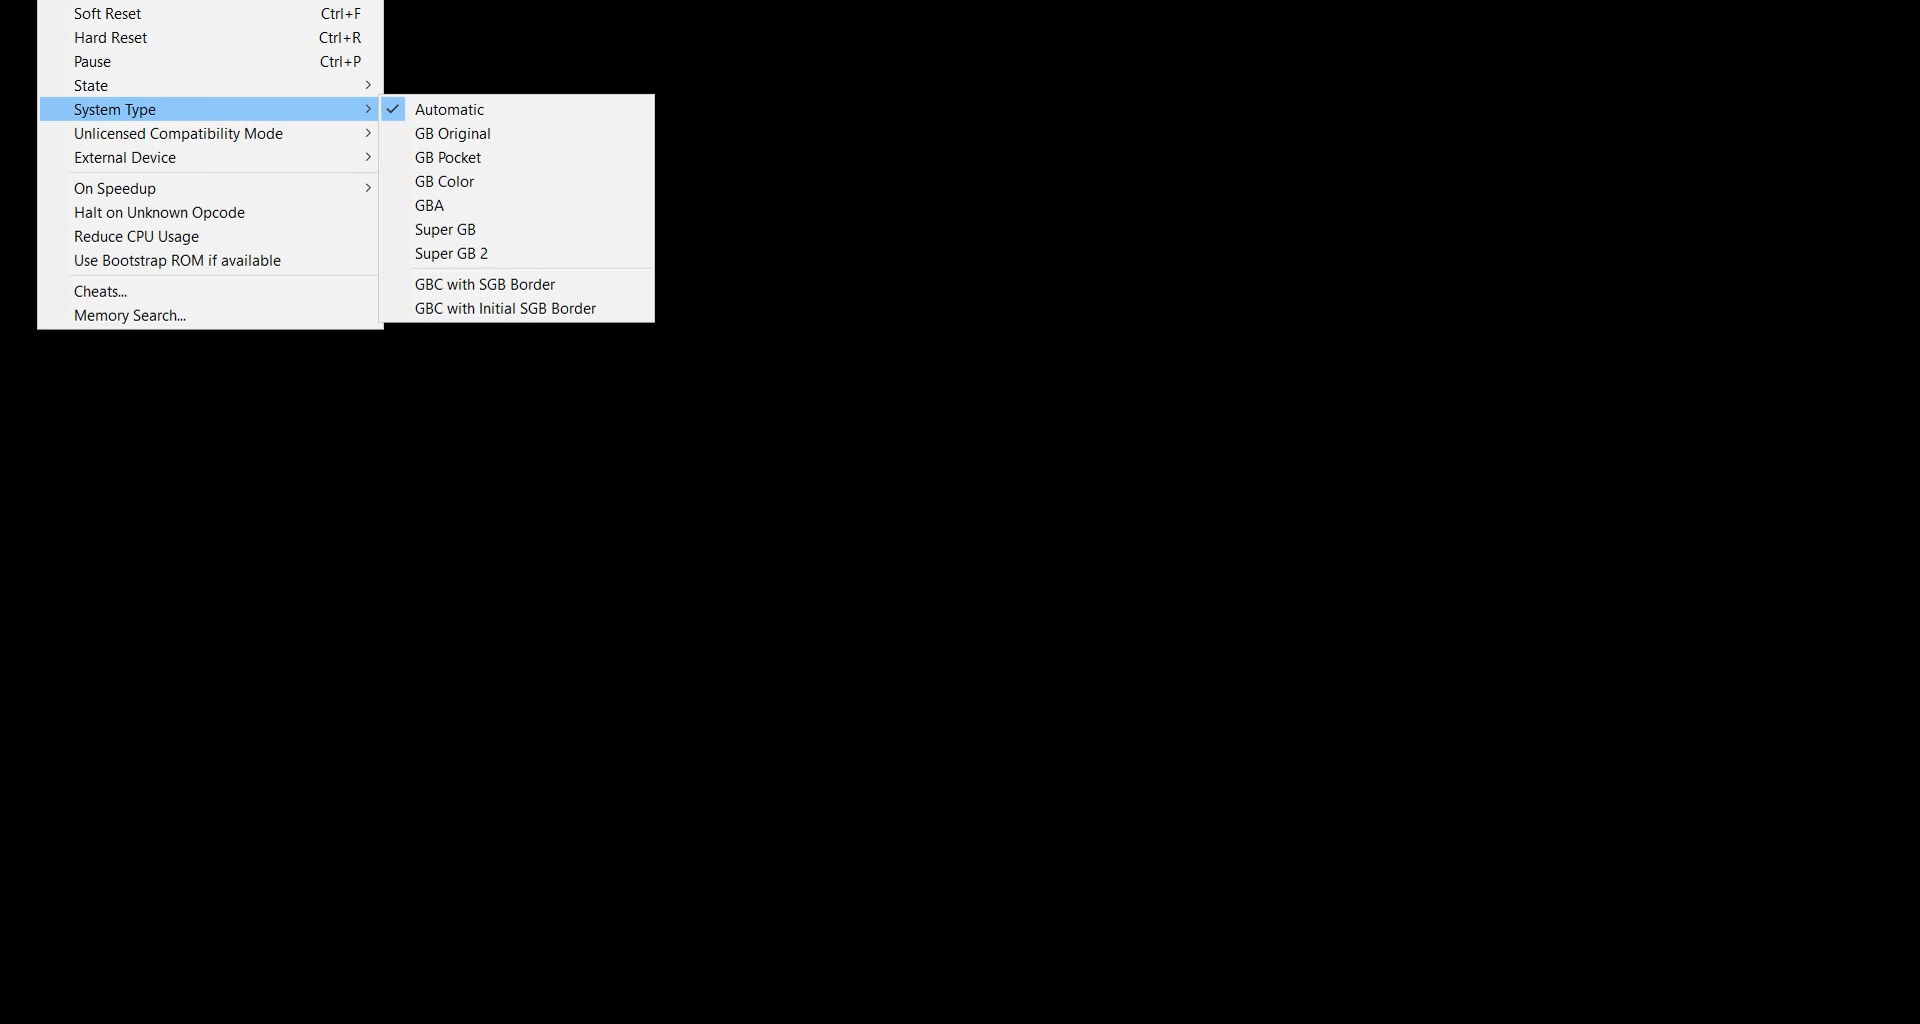 Soft Reset Ctrl+F
Hard Reset Ctrl+R
Pause Ctrl+P
State
System Type
Unlicensed Compatibility Mode
External Device
On Speedup
Halt on Unknown Opcode
Reduce CPU Usage
Use Bootstrap ROM if available
Cheats...
Memory Search...
Automatic
GB Original
GB Pocket
GB Color
GBA
Super GB
Super GB 2
GBC with SGB Border
GBC with Initial SGB Border